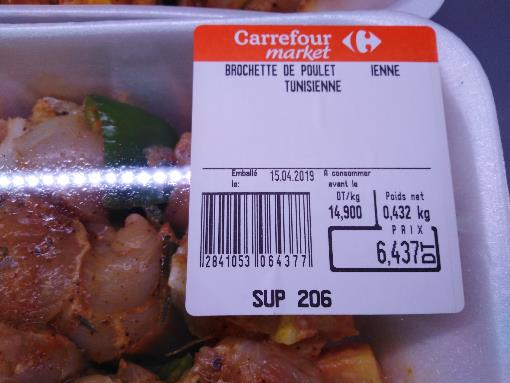 Carrefour
market
BROCHETTE DE POULET IENNE
TUNISIENNE
Emballé le: 15.04.2019
A consommer avant le
DT/kg
14,900
Poids net
0,432 kg
PRIX
6,437 DT
2841053 064377
SUP 206